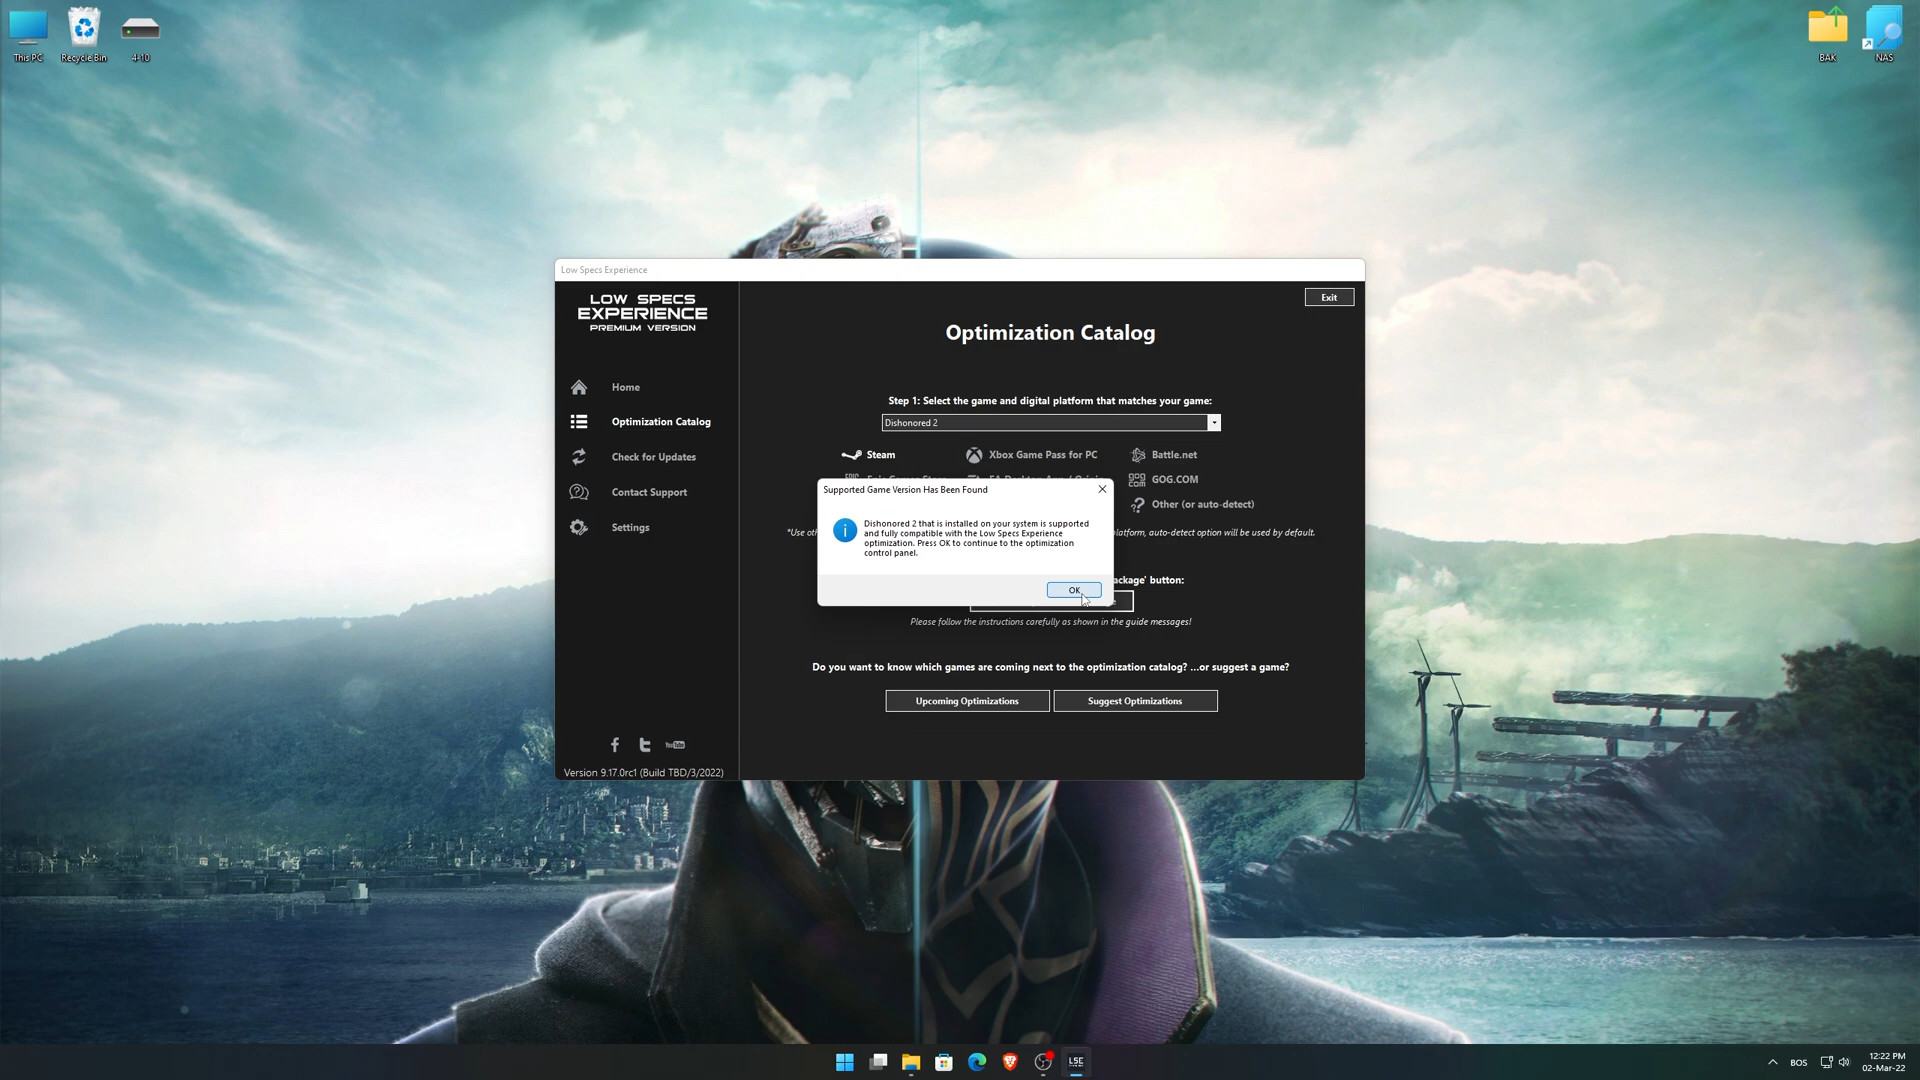 This PC
Recycle Bin
4-10
BAK
NAS
Low Specs Experience
LOW SPECS
EXPERIENCE
PREMIUM VERSION
Exit
Optimization Catalog
Home
Optimization Catalog
Check for Updates
Contact Support
Settings
Step 1: Select the game and digital platform that matches your game:
Dishonored 2
Steam
Xbox Game Pass for PC
Battle.net
GOG.COM
Other (or auto-detect)
*Use
latform, auto-detect option will be used by default.
Supported Game Version Has Been Found
Dishonored 2 that is installed on your system is supported
and fully compatible with the Low Specs Experience
optimization. Press OK to continue to the optimization
control panel.
OK
ackage' button:
Please follow the instructions carefully as shown in the guide messages!
Do you want to know which games are coming next to the optimization catalog? ...or suggest a game?
Upcoming Optimizations
Suggest Optimizations
You Tube
Version 9.17.0rc1 (Build TBD/3/2022)
LSE
BOS
12:22 PM
02-Mar-22